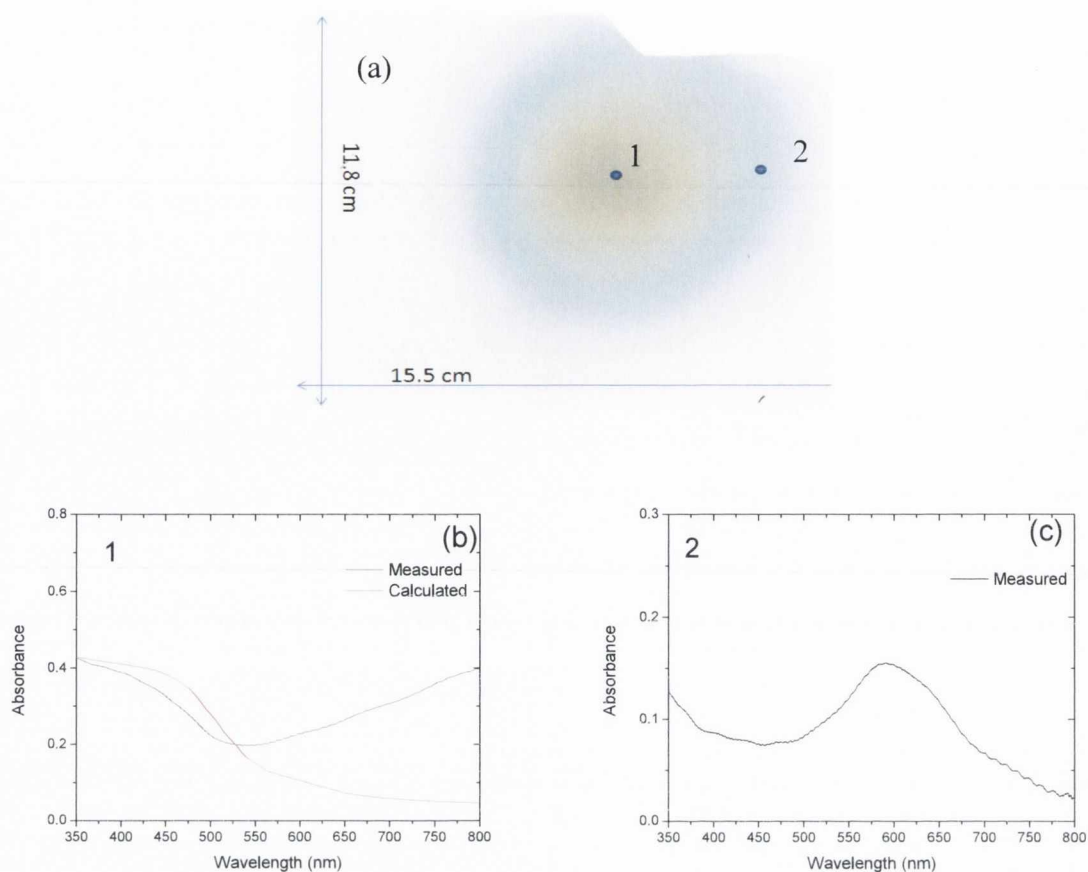 (a)
1
2
11,8 cm
15.5 cm
0.8
0.6
0.4
0.2
0.0
1
(b)
Measured
Calculated
Absorbance
350 400 450 500 550 600 650 700 750 800
Wavelength (nm)
0.3
0.2
0.1
0.0
2
(c)
Measured
Absorbance
350 400 450 500 550 600 650 700 750 800
Wavelength (nm)